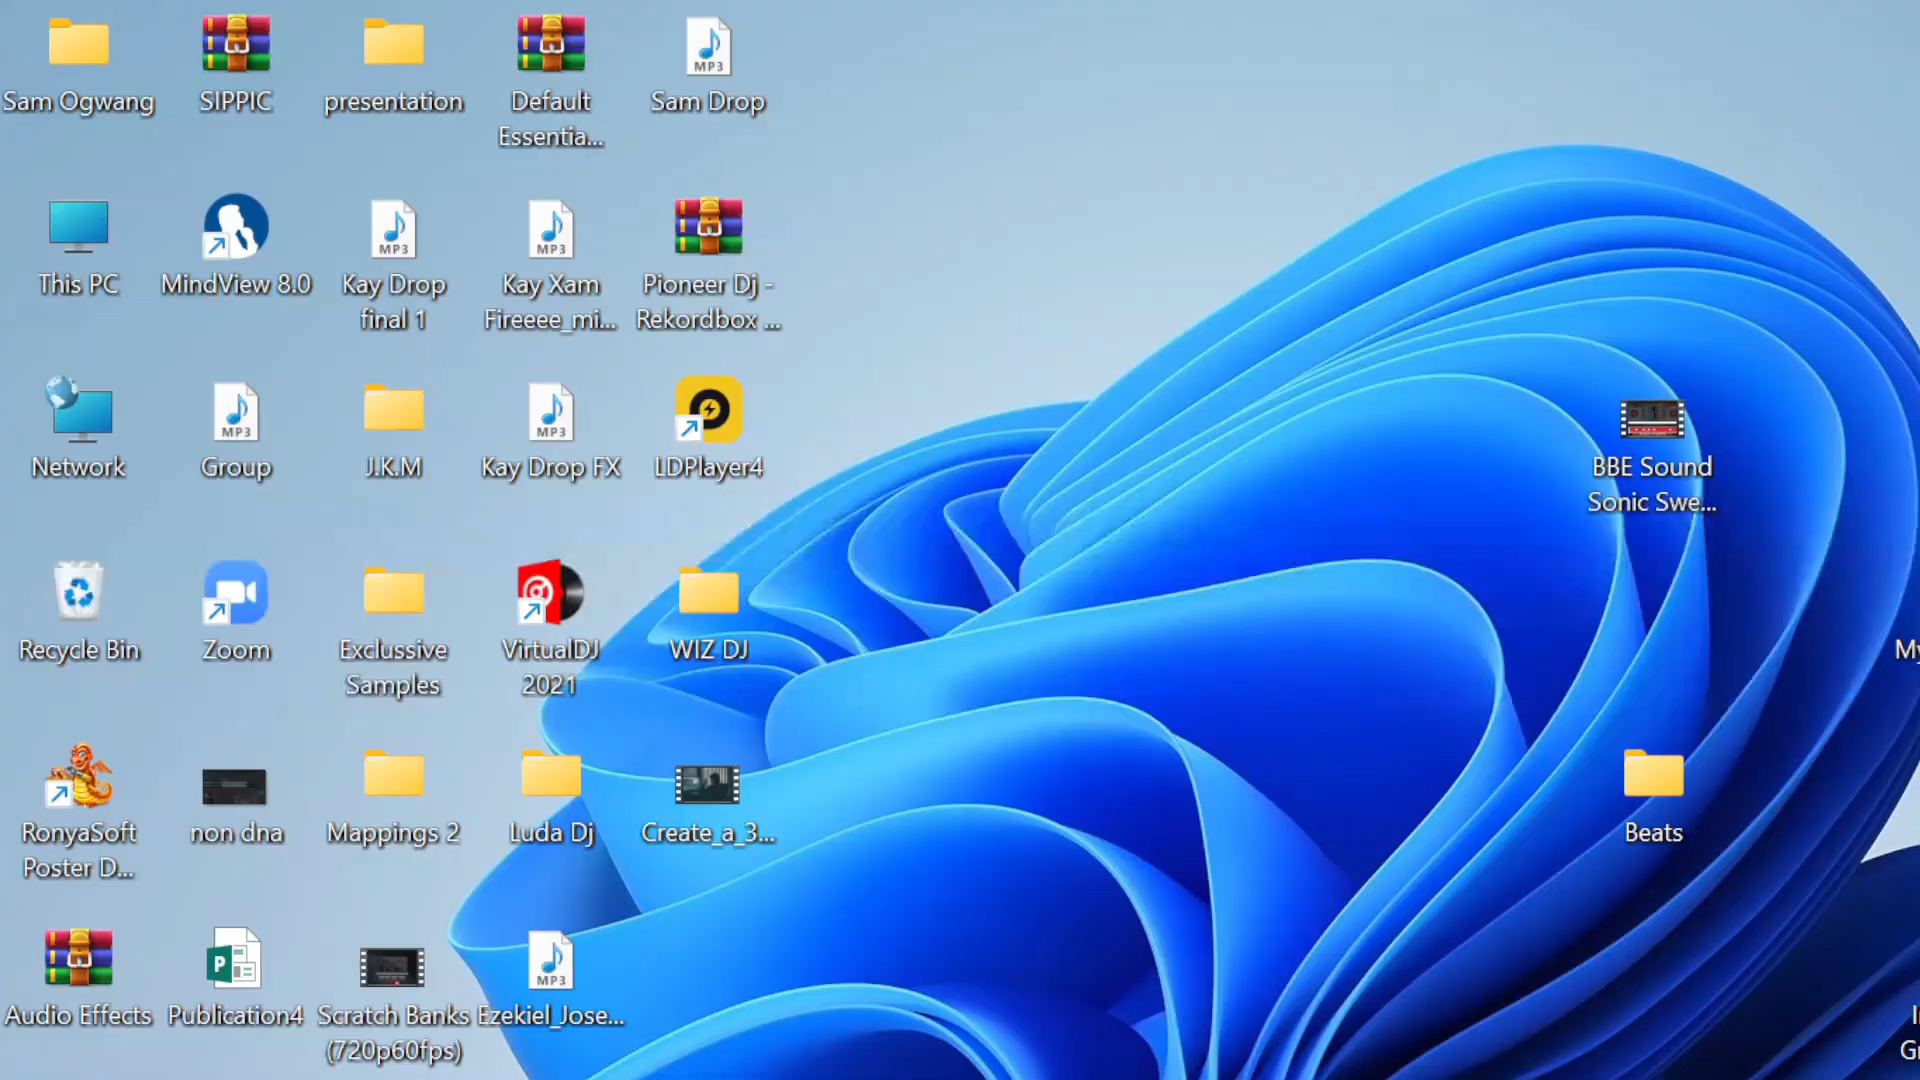 Sam Ogwang
SIPPIC
presentation
Default
Essentia...
MP3
Sam Drop
This PC
MindView 8.0
MP3
Kay Drop
final 1
MP3
Kay Xam
Fireeee_mi...
Pioneer Dj -
Rekordbox ...
Network
MP3
Group
J.K.M
MP3
Kay Drop FX
LDPlayer4
BBE Sound
Sonic Swe...
Recycle Bin
Zoom
Exclussive
Samples
VirtualDJ
2021
WIZ DJ
My
RonyaSoft
Poster D...
non dna
Mappings 2
Luda Dj
Create_a_3...
Beats
Audio Effects
P
Publication4
Scratch Banks
(720p60fps)
MP3
Ezekiel_Jose...